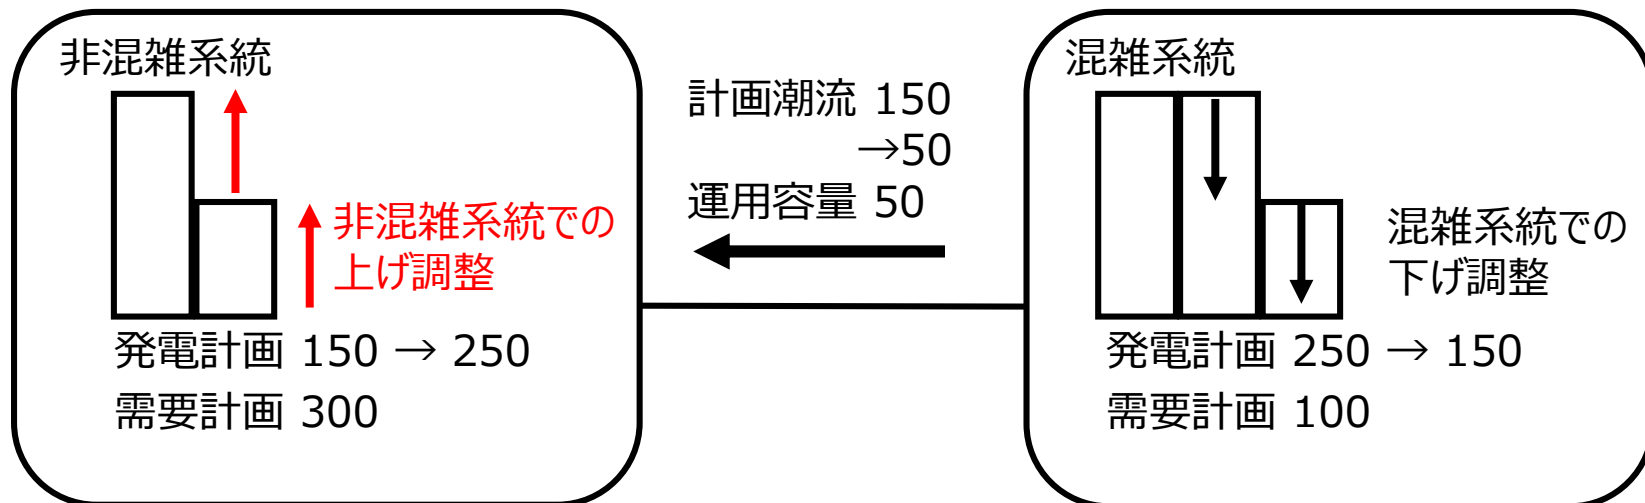 非混雑系統
非混雑系統での
上げ調整
発電計画 150 → 250
需要計画 300
計画潮流 150
→50
運用容量 50
混雑系統
混雑系統での
下げ調整
発電計画 250 → 150
需要計画 100